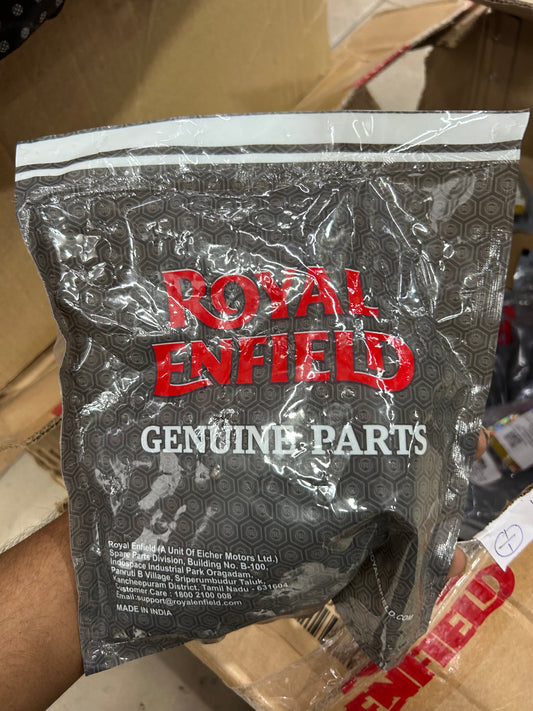 ROYAL
ENFIELD
GENUINE PARTS
Royal Enfield (A Unit Of Eicher Motors Ltd.)
Spare Parts Division, Building No. B-100,
Indospace Industrial Park Oragadam,
Panruti B Village, Sriperumbudur Taluk,
Kancheepuram District, Tamil Nadu - 631604
Customer Care : 1800 2100 008
Email:support@royalenfield.com
MADE IN INDIA
ENFIELD